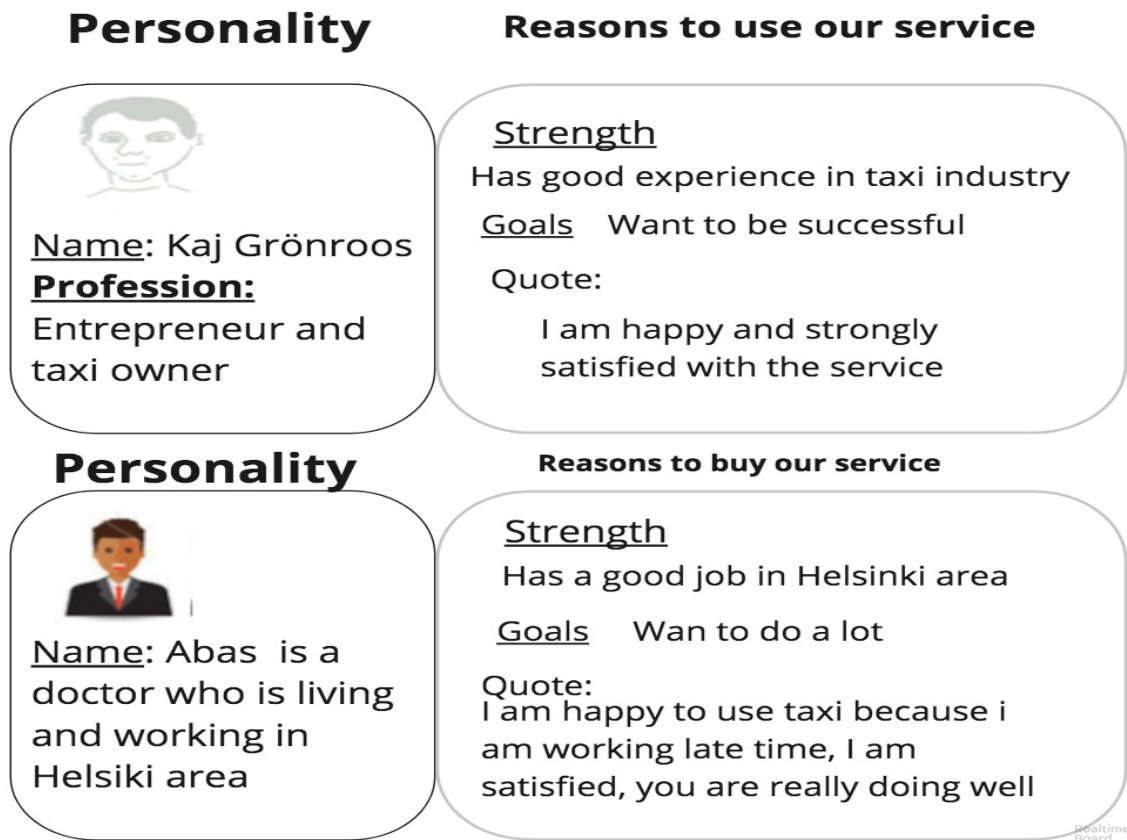 Personality
Reasons to use our service
Name: Kaj Grönroos
Profession:
Entrepreneur and
taxi owner
Strength
Has good experience in taxi industry
Goals Want to be successful
Quote:
I am happy and strongly
satisfied with the service
Personality
Reasons to buy our service
Name: Abas is a
doctor who is living
and working in
Helsiki area
Strength
Has a good job in Helsinki area
Goals Wan to do a lot
Quote:
I am happy to use taxi because i
am working late time, I am
satisfied, you are really doing well
Realtime
Board